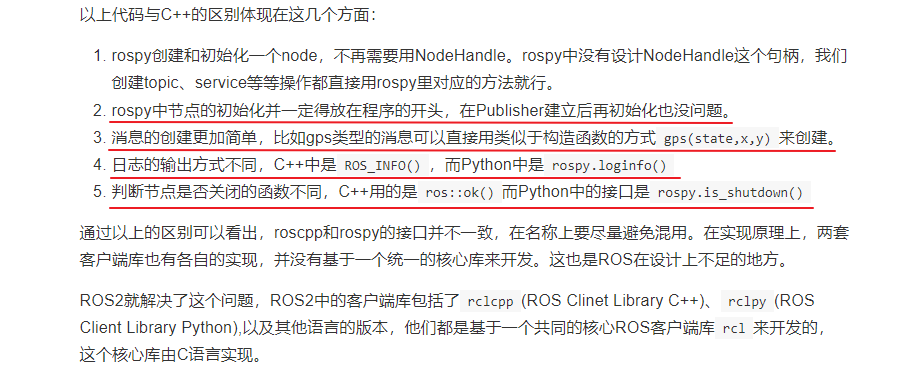 以上代码与C++的区别体现在这几个方面：
1. rospy创建和初始化一个node，不再需要用NodeHandle。rospy中没有设计NodeHandle这个句柄，我们
创建topic、service等等操作都直接用rospy里对应的方法就行。
2. rospy中节点的初始化并一定得放在程序的开头，在Publisher建立后再初始化也没问题。
3. 消息的创建更加简单，比如gps类型的消息可以直接用类似于构造函数的方式 gps(state,x,y) 来创建。
4. 日志的输出方式不同，C++中是 ROS_INFO() ，而Python中是 rospy.loginfo()
5. 判断节点是否关闭的函数不同，C++用的是 ros::ok() 而Python中的接口是 rospy.is_shutdown()
通过以上的区别可以看出，roscpp和rospy的接口并不一致，在名称上要尽量避免混用。在实现原理上，两套
客户端库也有各自的实现，并没有基于一个统一的核心库来开发。这也是ROS在设计上不足的地方。
ROS2就解决了这个问题，ROS2中的客户端库包括了 rclcpp (ROS Clinet Library C++)、 rclpy (ROS
Client Library Python),以及其他语言的版本，他们都是基于一个共同的核心ROS客户端库 rcl 来开发的，
这个核心库由C语言实现。